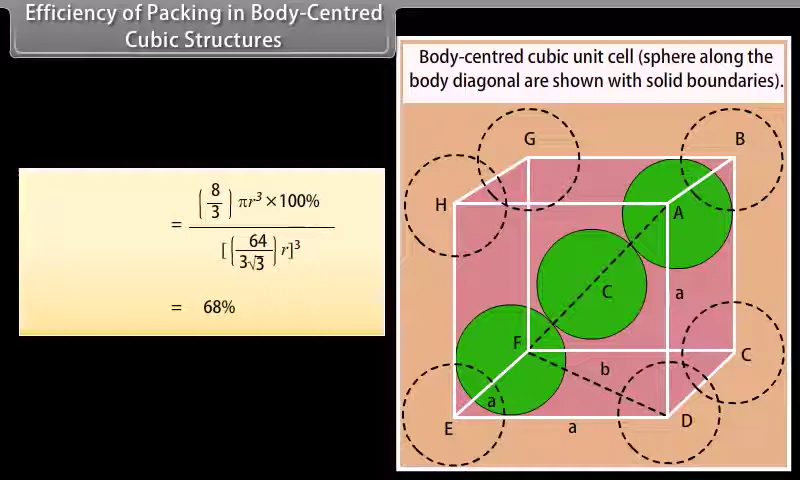 Efficiency of Packing in Body-Centred
Cubic Structures
Body-centred cubic unit cell (sphere along the
body diagonal are shown with solid boundaries).
= (8/3) πr³ × 100%
[(64/3√3) r]³
= 68%
G
B
H
A
C
a
F
C
b
a
E
D
a